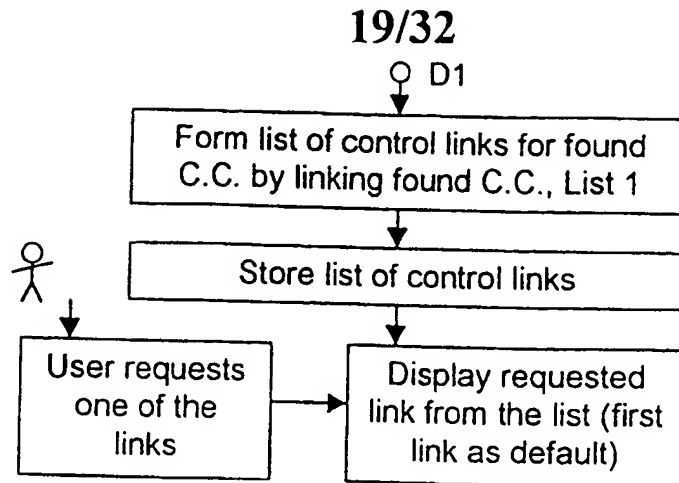 19/32
D1
Form list of control links for found
C.C. by linking found C.C., List 1
Store list of control links
User requests
one of the
links
Display requested
link from the list (first
link as default)